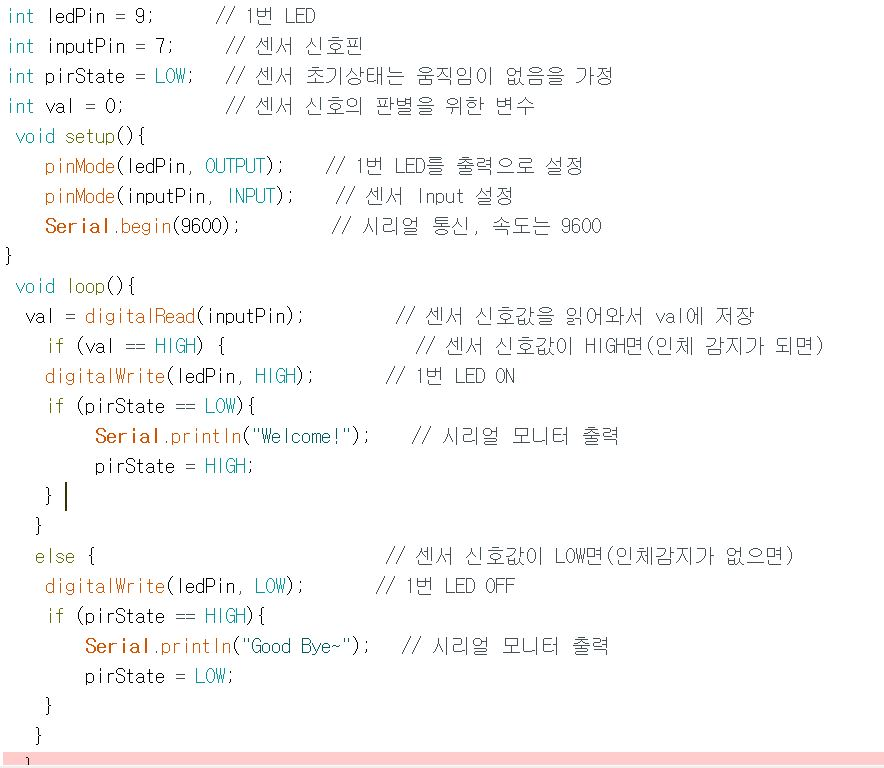 int ledPin = 9;      // 1번 LED
int inputPin = 7;     // 센서 신호핀
int pirState = LOW;   // 센서 초기상태는 움직임이 없음을 가정
int val = 0;          // 센서 신호의 판별을 위한 변수
void setup(){
pinMode(ledPin, OUTPUT);    // 1번 LED를 출력으로 설정
pinMode(inputPin, INPUT);    // 센서 Input 설정
Serial.begin(9600);         // 시리얼 통신, 속도는 9600
}
void loop(){
val = digitalRead(inputPin);         // 센서 신호값을 읽어와서 val에 저장
if (val == HIGH) {                   // 센서 신호값이 HIGH면(인체 감지가 되면)
digitalWrite(ledPin, HIGH);       // 1번 LED ON
if (pirState == LOW){
Serial.println("Welcome!");    // 시리얼 모니터 출력
pirState = HIGH;
}
}
else {                             // 센서 신호값이 LOW면(인체감지가 없으면)
digitalWrite(ledPin, LOW);       // 1번 LED OFF
if (pirState == HIGH){
Serial.println("Good Bye~");   // 시리얼 모니터 출력
pirState = LOW;
}
}
}